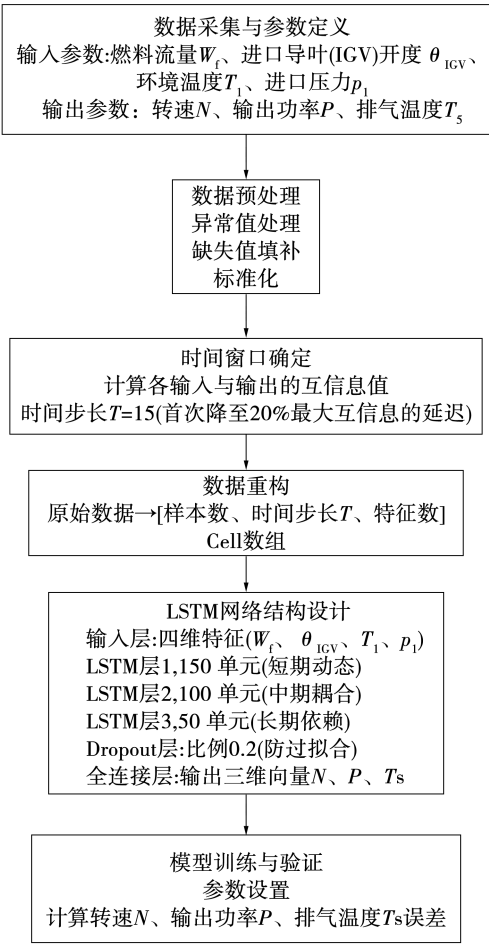 数据采集与参数定义
输入参数:燃料流量Wf、进口导叶(IGV)开度 θIGV、
环境温度T1、进口压力p1
输出参数：转速N、输出功率P、排气温度T5
数据预处理
异常值处理
缺失值填补
标准化
时间窗口确定
计算各输入与输出的互信息值
时间步长T=15(首次降至20%最大互信息的延迟)
数据重构
原始数据→[样本数、时间步长T、特征数]
Cell数组
LSTM网络结构设计
输入层:四维特征(Wf、 θIGV、T1、p1)
LSTM层1,150 单元(短期动态)
LSTM层2,100 单元(中期耦合)
LSTM层3,50 单元(长期依赖)
Dropout层:比例0.2(防过拟合)
全连接层:输出三维向量N、P、Ts
模型训练与验证
参数设置
计算转速N、输出功率P、排气温度Ts误差